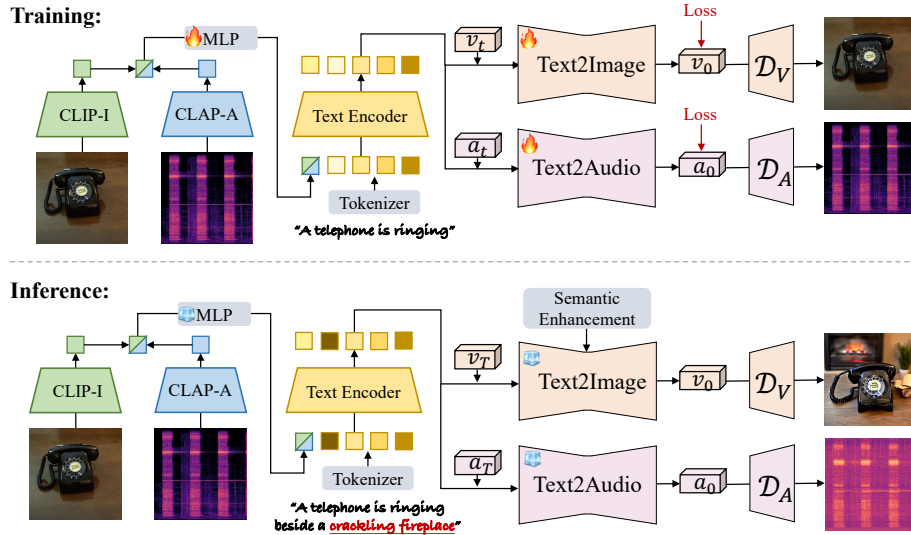 Training:
MLP
CLIP-I
CLAP-A
Text Encoder
Tokenizer
"A telephone is ringing"
v_t
a_t
Text2Image
Text2Audio
Loss
v_0
Loss
a_0
D_V
D_A
Inference:
MLP
CLIP-I
CLAP-A
Text Encoder
Tokenizer
"A telephone is ringing
beside a crackling fireplace"
v_T
a_T
Semantic
Enhancement
Text2Image
Text2Audio
v_0
a_0
D_V
D_A